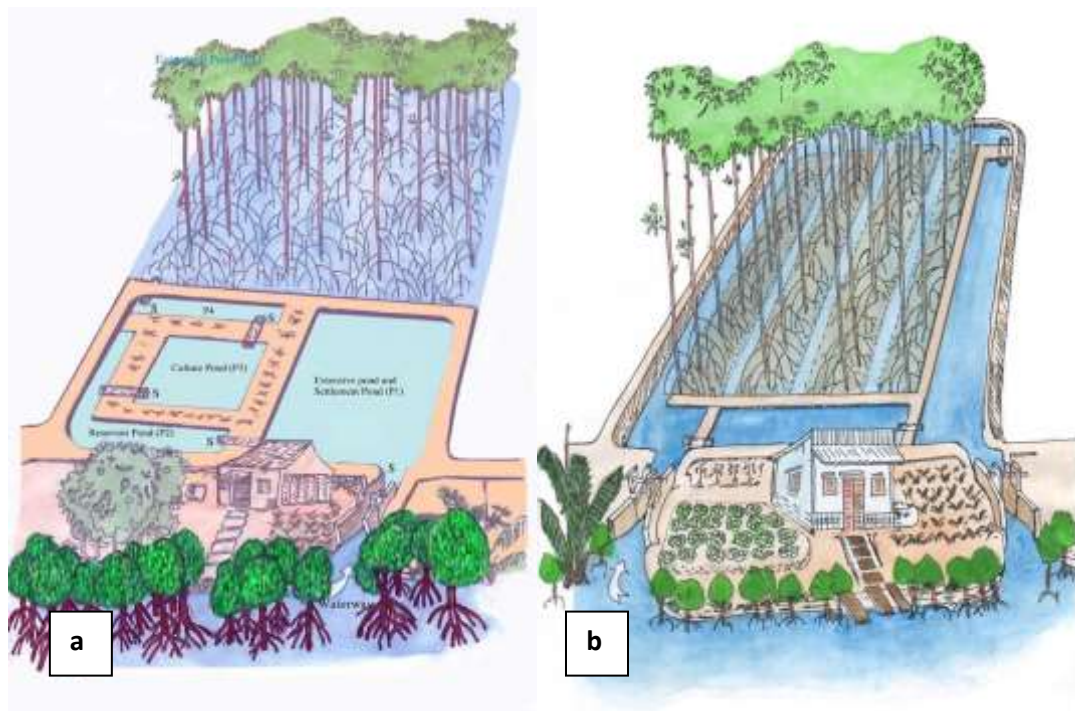 S
P4
S
Culture Pond (P3)
Extensive pond and
Settlement Pond (P1)
S
Reservoir Pond (P2)
S
S
Waterway
a
b